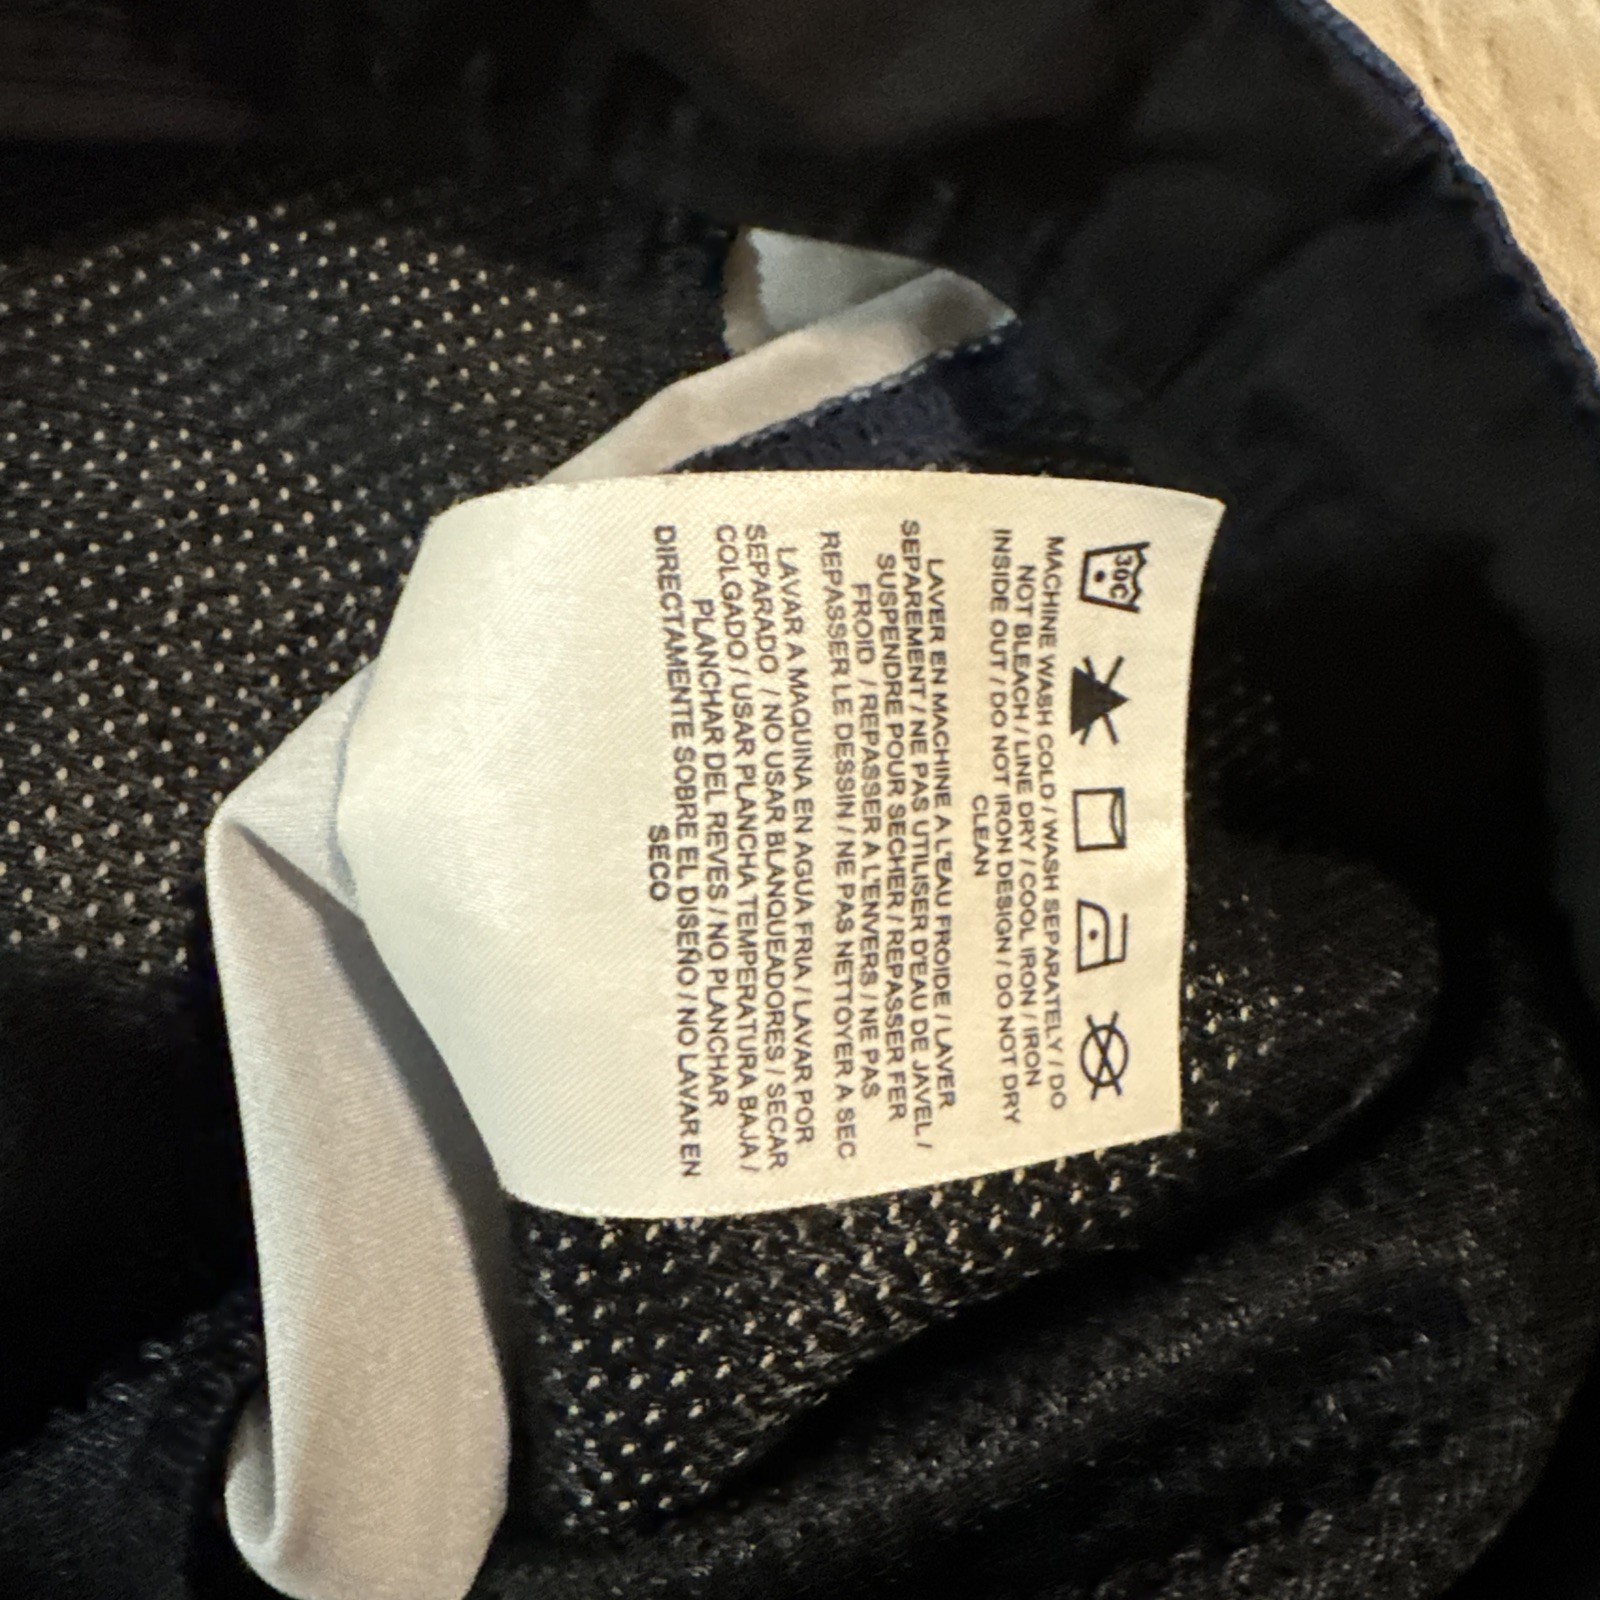 30C
MACHINE WASH COLD / WASH SEPARATELY / DO
NOT BLEACH / LINE DRY / COOL IRON / IRON
INSIDE OUT / DO NOT IRON DESIGN / DO NOT DRY
CLEAN
LAVER EN MACHINE A L'EAU FROIDE / LAVER
SEPAREMENT / NE PAS UTILISER D'EAU DE JAVEL /
SUSPENDRE POUR SECHER / REPASSER FER
FROID / REPASSER A L'ENVERS / NE PAS
REPASSER LE DESSIN / NE PAS NETTOYER A SEC
LAVAR A MAQUINA EN AGUA FRIA / LAVAR POR
SEPARADO / NO USAR BLANQUEADORES / SECAR
COLGADO / USAR PLANCHA TEMPERATURA BAJA /
PLANCHAR DEL REVES / NO PLANCHAR
DIRECTAMENTE SOBRE EL DISEÑO / NO LAVAR EN
SECO